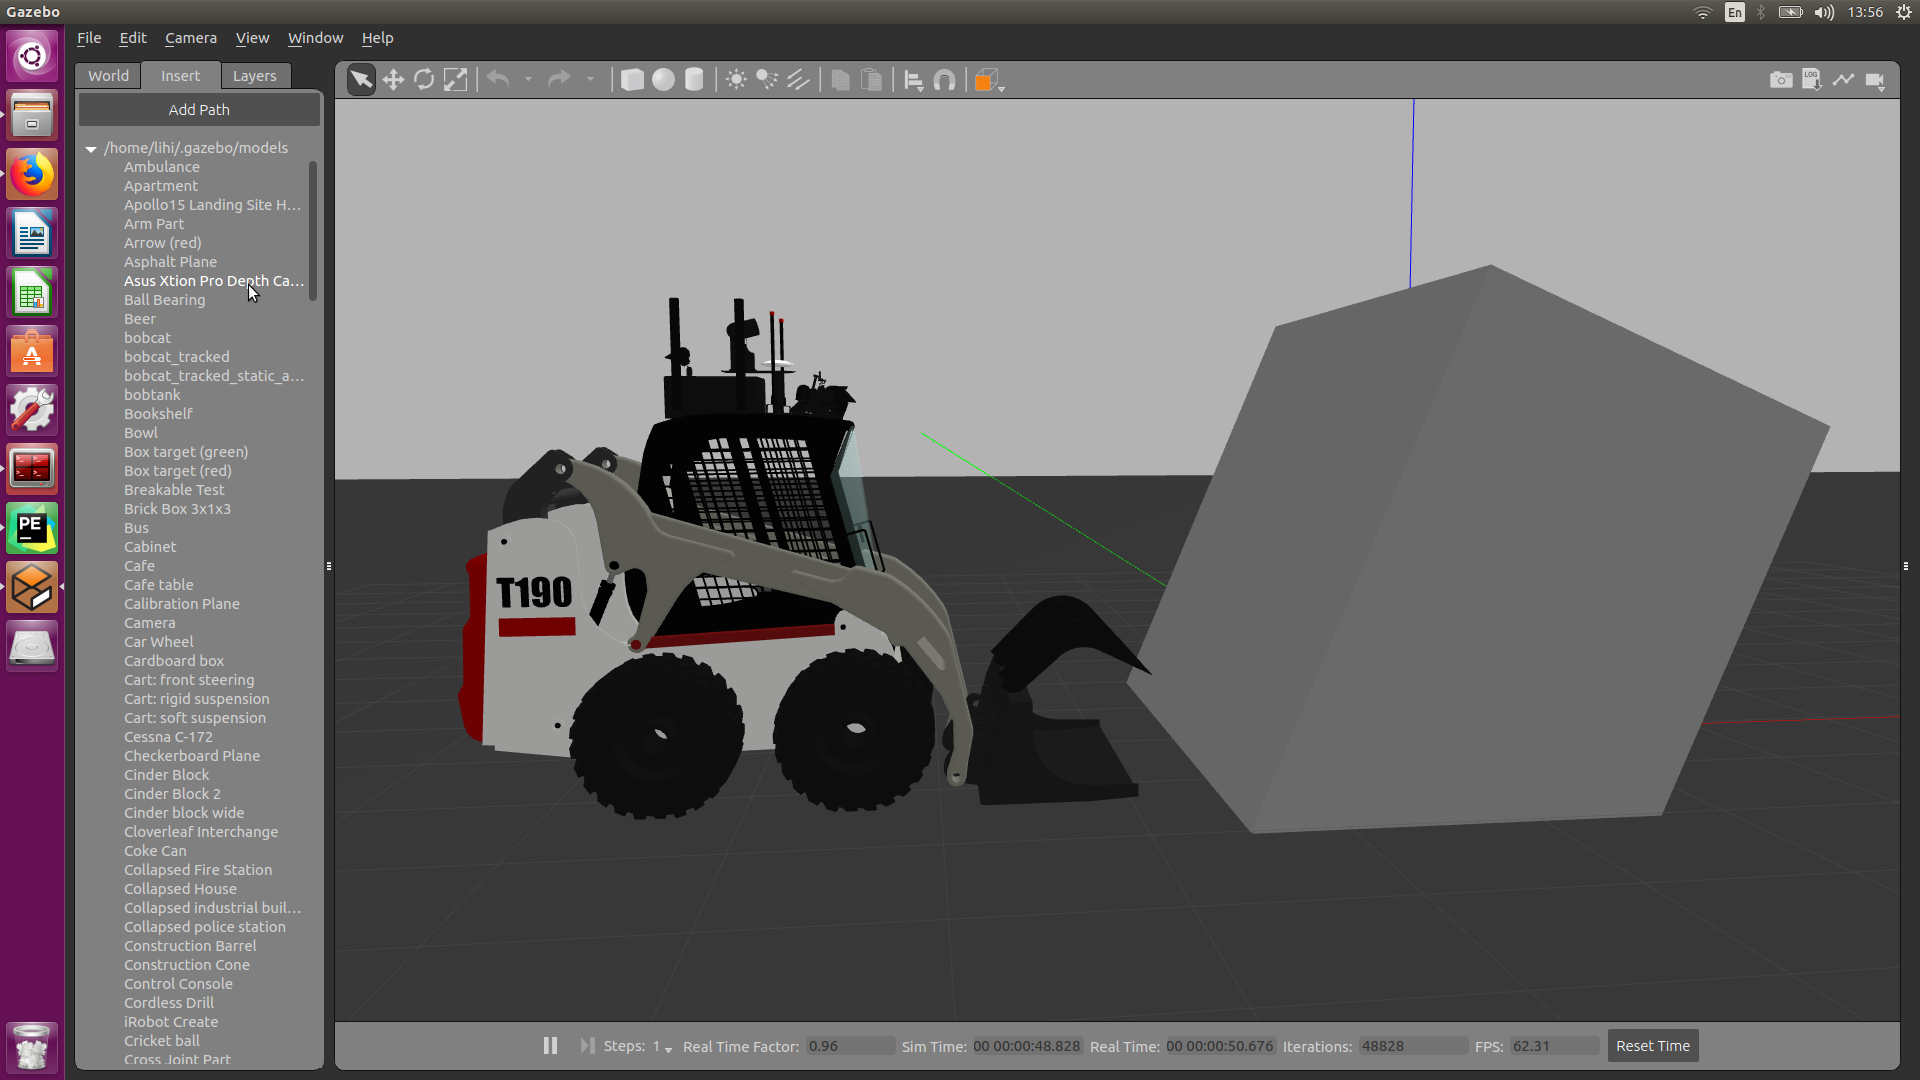 Gazebo
En
13:56
File Edit Camera View Window Help
World Insert Layers
LOG
Add Path
/home/lihi/.gazebo/models
Ambulance
Apartment
Apollo15 Landing Site H...
Arm Part
Arrow (red)
Asphalt Plane
Asus Xtion Pro Depth Ca...
Ball Bearing
Beer
bobcat
bobcat_tracked
bobcat_tracked_static_a...
bobtank
Bookshelf
Bowl
Box target (green)
Box target (red)
Breakable Test
Brick Box 3x1x3
Bus
Cabinet
Cafe
Cafe table
Calibration Plane
Camera
Car Wheel
Cardboard box
Cart: front steering
Cart: rigid suspension
Cart: soft suspension
Cessna C-172
Checkerboard Plane
Cinder Block
Cinder Block 2
Cinder block wide
Cloverleaf Interchange
Coke Can
Collapsed Fire Station
Collapsed House
Collapsed industrial buil...
Collapsed police station
Construction Barrel
Construction Cone
Control Console
Cordless Drill
iRobot Create
Cricket ball
Cross Joint Part
PE
T190
Steps: 1 Real Time Factor: 0.96 Sim Time: 00 00:00:48.828 Real Time: 00 00:00:50.676 Iterations: 48828 FPS: 62.31 Reset Time